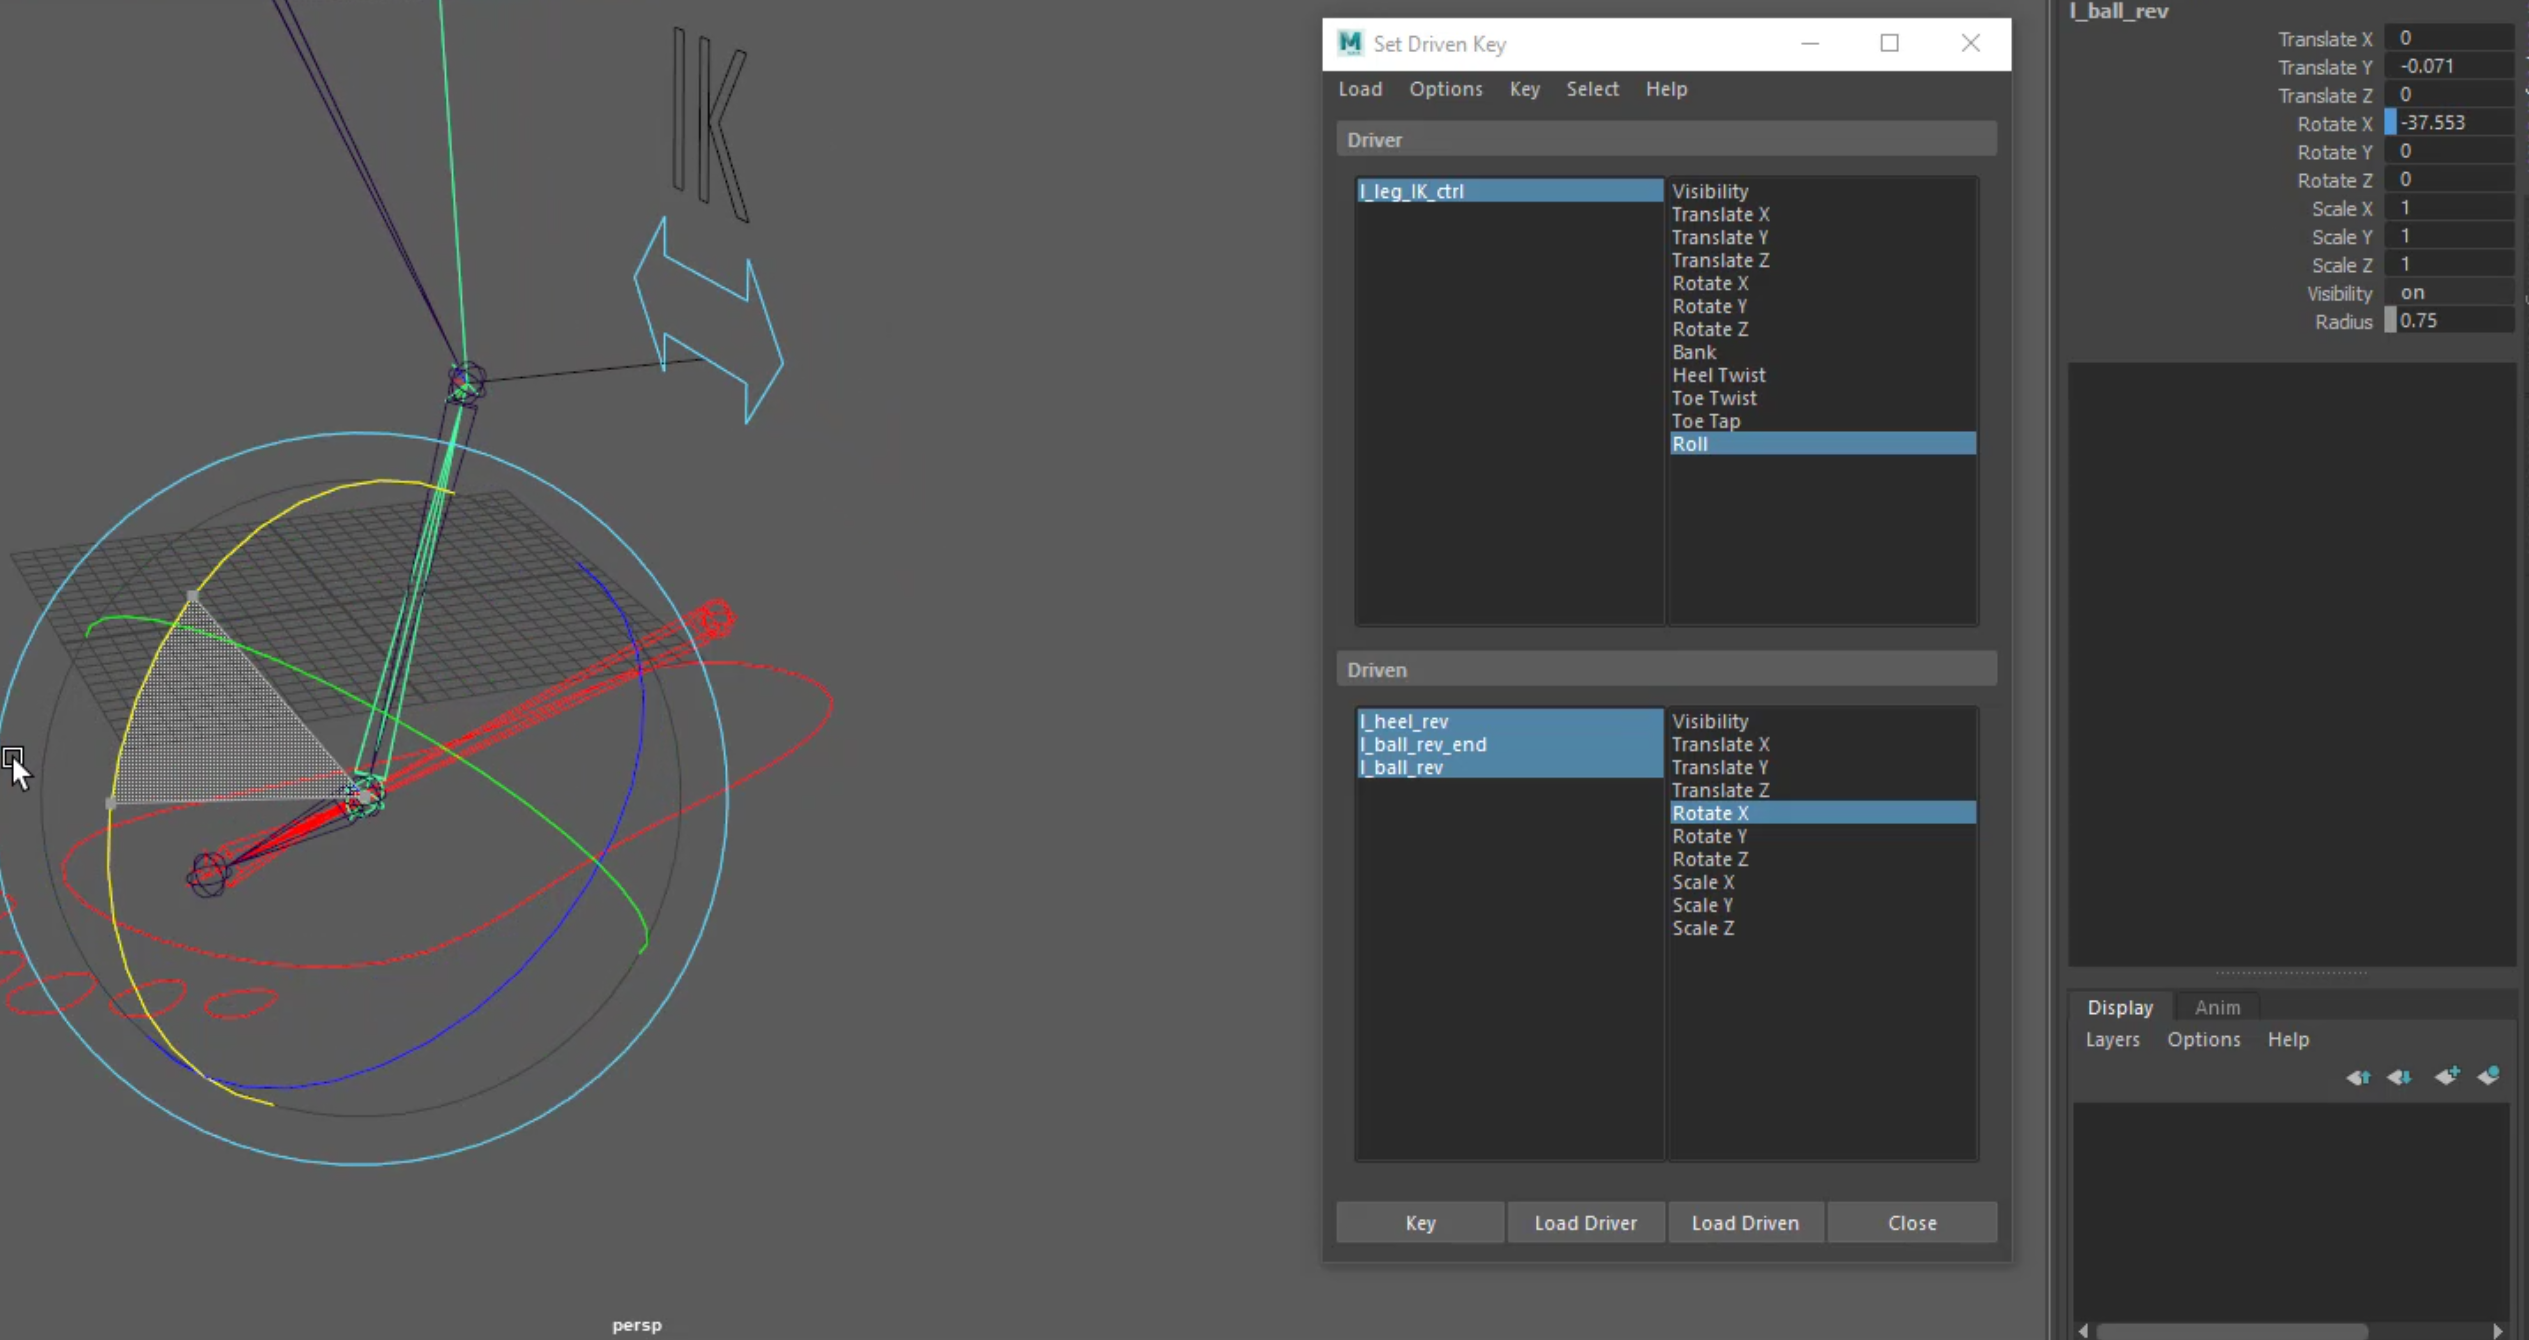 IK
persp
Set Driven Key
Load Options Key Select Help
Driver
l_leg_IK_ctrl
Visibility
Translate X
Translate Y
Translate Z
Rotate X
Rotate Y
Rotate Z
Bank
Heel Twist
Toe Twist
Toe Tap
Roll
Driven
l_heel_rev
l_ball_rev_end
l_ball_rev
Visibility
Translate X
Translate Y
Translate Z
Rotate X
Rotate Y
Rotate Z
Scale X
Scale Y
Scale Z
Key Load Driver Load Driven Close
l_ball_rev
Translate X 0
Translate Y -0.071
Translate Z 0
Rotate X -37.553
Rotate Y 0
Rotate Z 0
Scale X 1
Scale Y 1
Scale Z 1
Visibility on
Radius 0.75
Display Anim
Layers Options Help